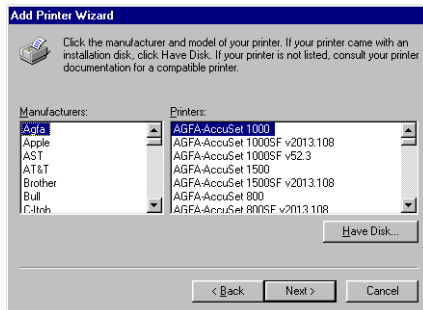 Add Printer Wizard
Click the manufacturer and model of your printer. If your printer came with an
installation disk, click Have Disk. If your printer is not listed, consult your printer
documentation for a compatible printer.
Manufacturers:
Printers:
Agfa
Apple
AST
AT&T
Brother
Bull
C-Itoh
AGFA-AccuSet 1000
AGFA-AccuSet 1000SF v2013.108
AGFA-AccuSet 1000SF v52.3
AGFA-AccuSet 1500
AGFA-AccuSet 1500SF v2013.108
AGFA-AccuSet 800
AGFA-AccuSet 800SF v2013.108
Have Disk...
< Back
Next >
Cancel